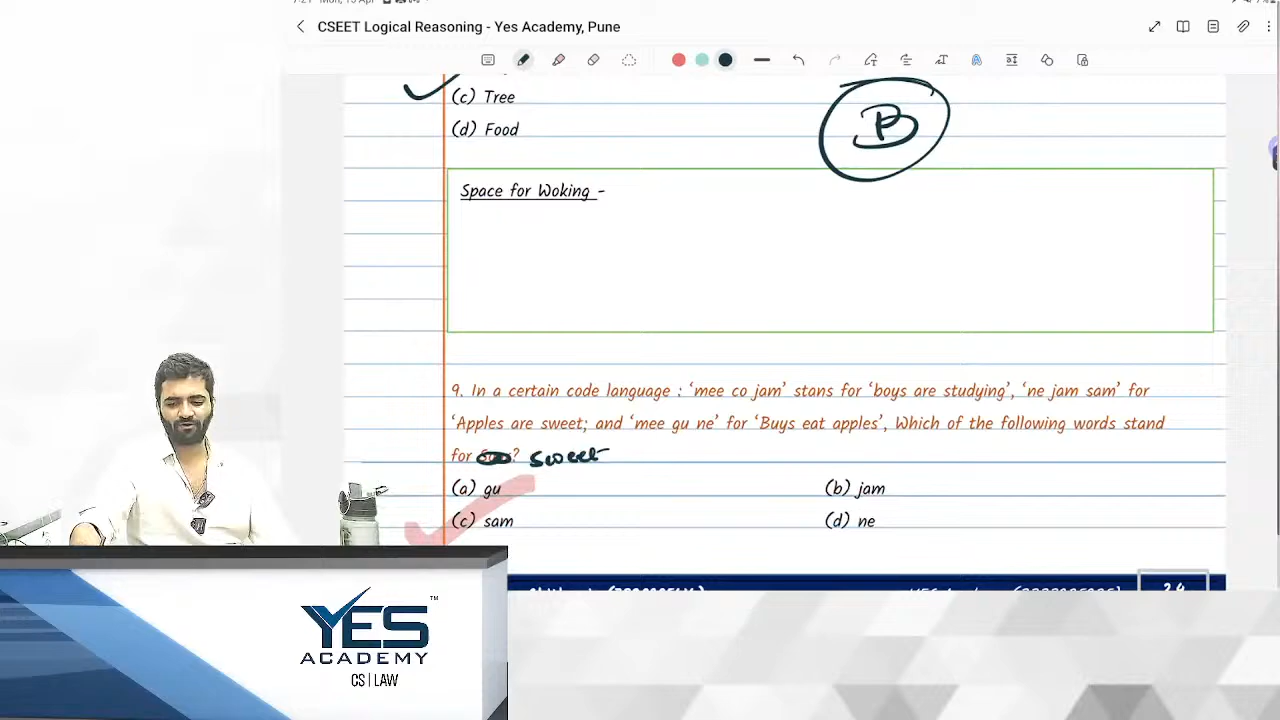 CSEET Logical Reasoning - Yes Academy, Pune
(c) Tree
(d) Food
B
Space for Woking -
9. In a certain code language : ‘mee co jam’ stans for ‘boys are studying’, ‘ne jam sam’ for
‘Apples are sweet; and ‘mee gu ne’ for ‘Buys eat apples’, Which of the following words stand
for ? sweet
(a) gu
(b) jam
(c) sam
(d) ne
24
YES
ACADEMY
CS | LAW
TM